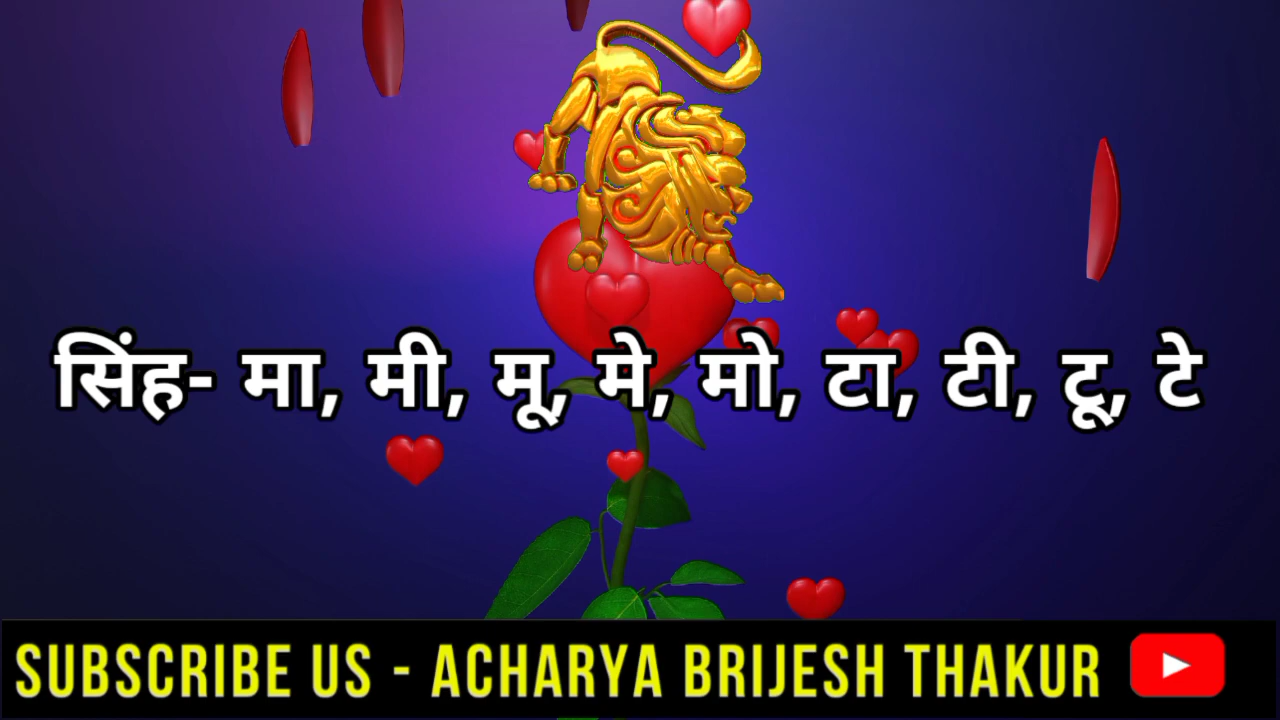 सिंह- मा, मी, मू, मे, मो, टा, टी, टू, टे
SUBSCRIBE US - ACHARYA BRIJESH THAKUR